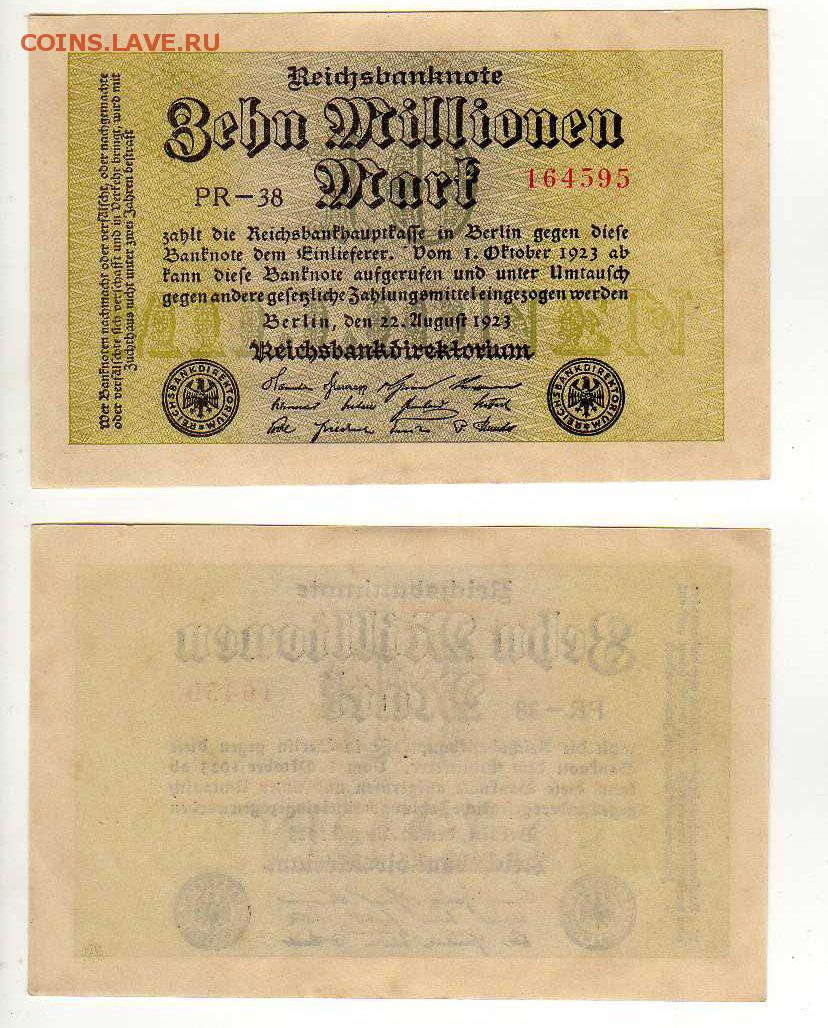 COINS.LAVE.RU
Reichsbanknote
Zehn Millionen
Mark
PR-38
164595
zahlt die Reichsbankhauptkasse in Berlin gegen diese
Banknote dem Einlieferer. Vom 1. Oktober 1923 ab
kann diese Banknote aufgerufen und unter Umtausch
gegen andere gesetzliche Zahlungsmittel eingezogen werden
Berlin, den 22. August 1923
Reichsbankdirektorium
REICHSBANKDIREKTORIUM
REICHSBANKDIREKTORIUM
Wer Banknoten nachmacht oder verfälscht, oder nachgemachte
oder verfälschte sich verschafft und in Verkehr bringt, wird mit
Zuchthaus nicht unter zwei Jahren bestraft